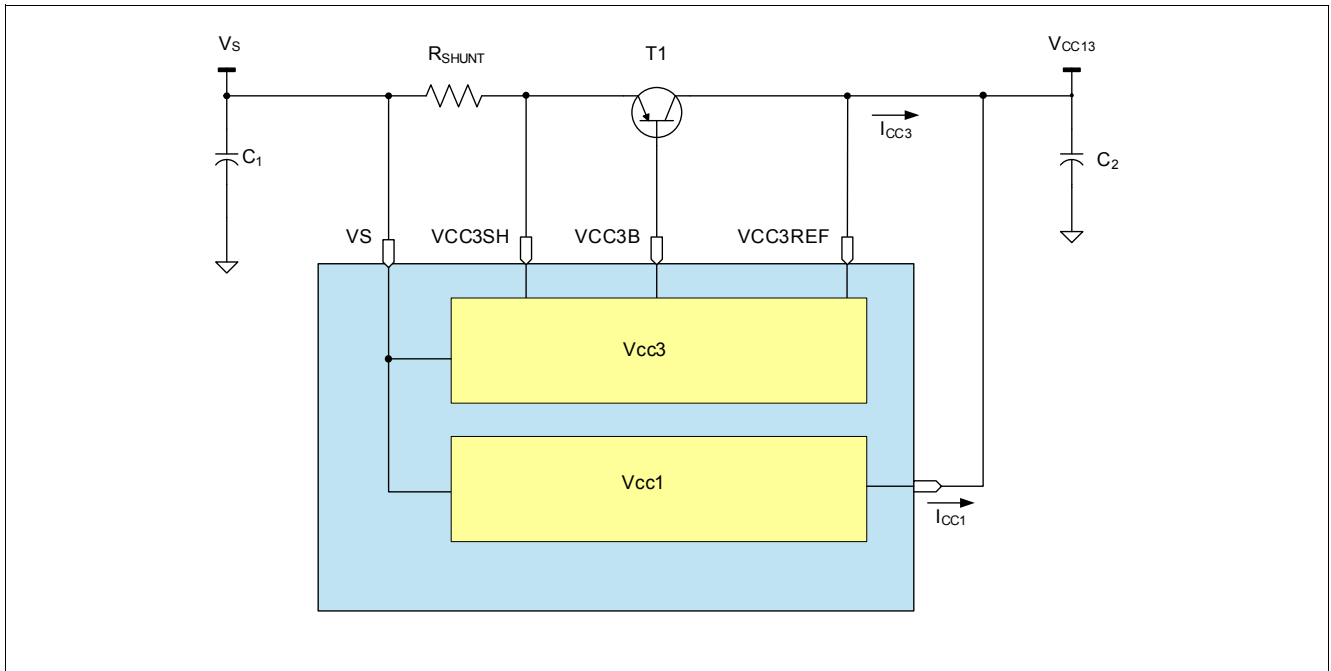 VS
RSHUNT
T1
VCC13
ICC3
C1
C2
VS
VCC3SH
VCC3B
VCC3REF
Vcc3
Vcc1
ICC1